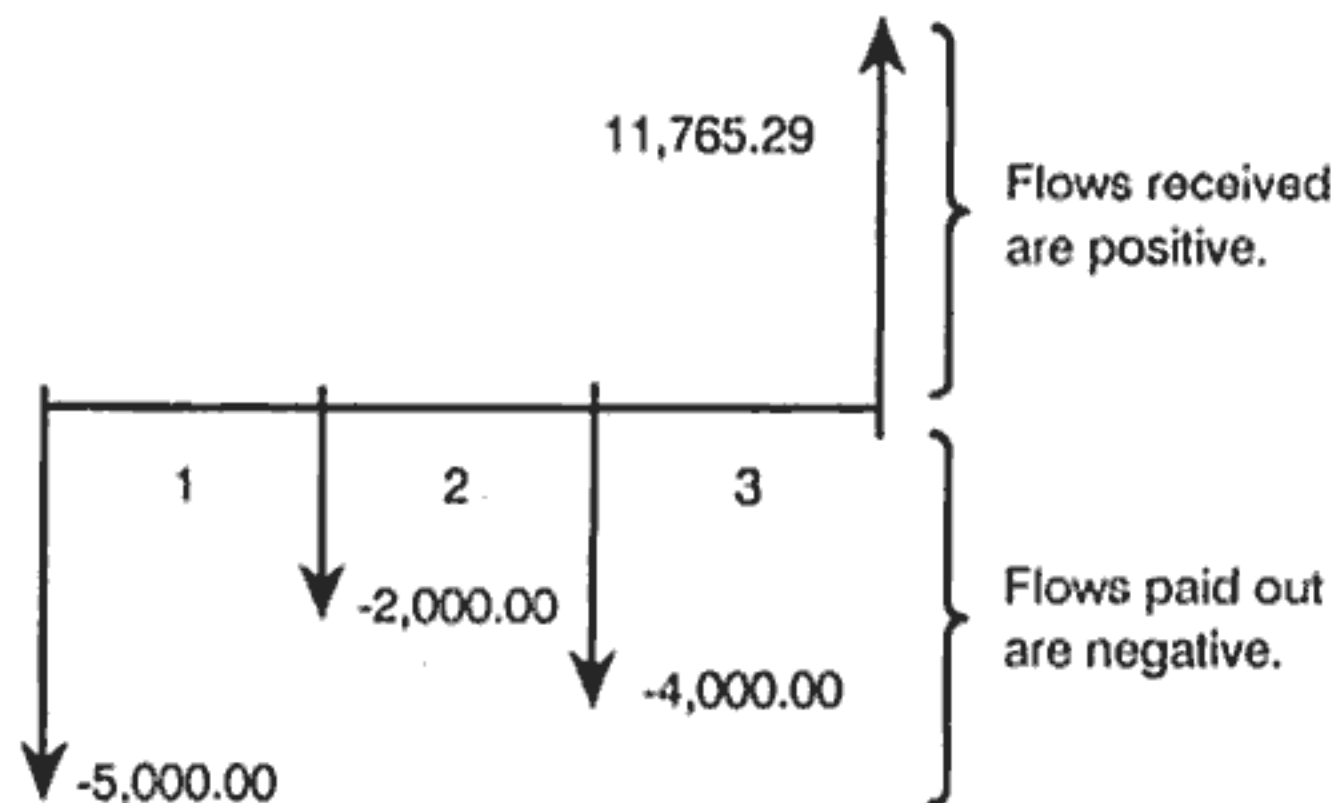 11,765.29
Flows received
are positive.
1
2
3
-2,000.00
Flows paid out
are negative.
-4,000.00
-5,000.00